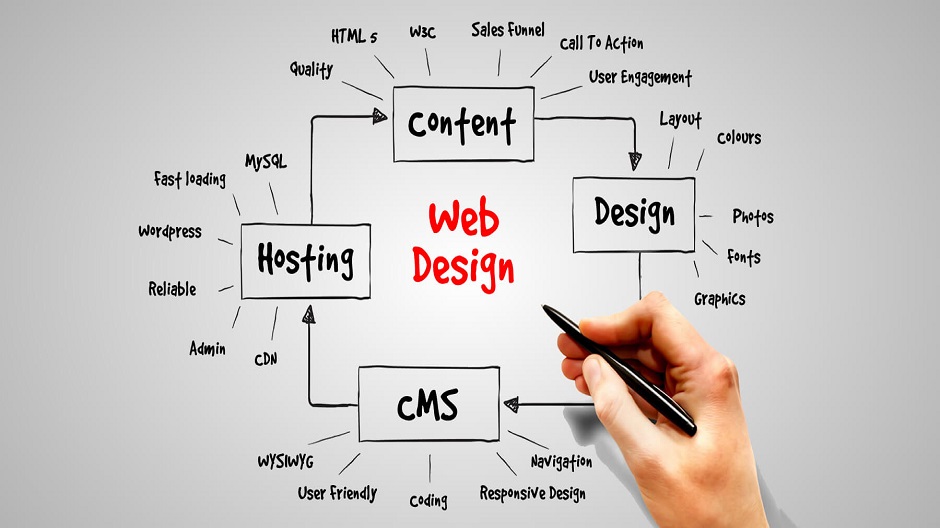 HTML 5
W3C
Sales Funnel
Call To Action
Quality
User Engagement
Content
Layout
Colours
MySQL
Fast loading
Wordpress
Reliable
Admin
CDN
Hosting
Web
Design
Design
Photos
Fonts
Graphics
CMS
WYSIWYG
User Friendly
Coding
Responsive Design
Navigation